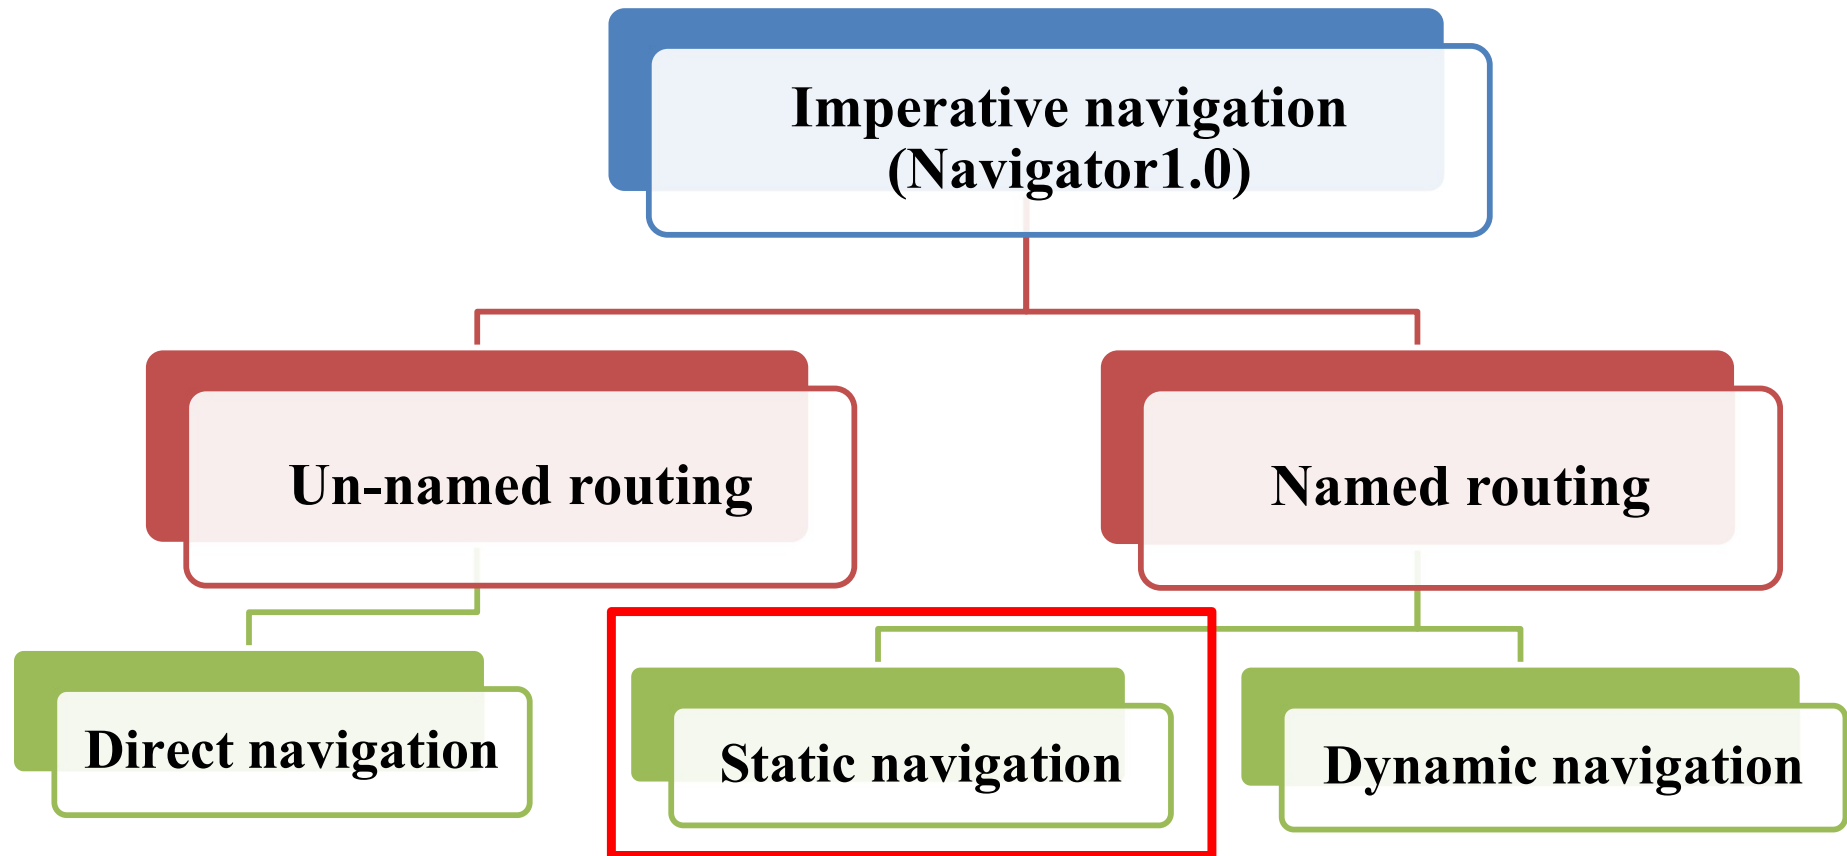 Imperative navigation
(Navigator1.0)
Un-named routing
Named routing
Direct navigation
Static navigation
Dynamic navigation